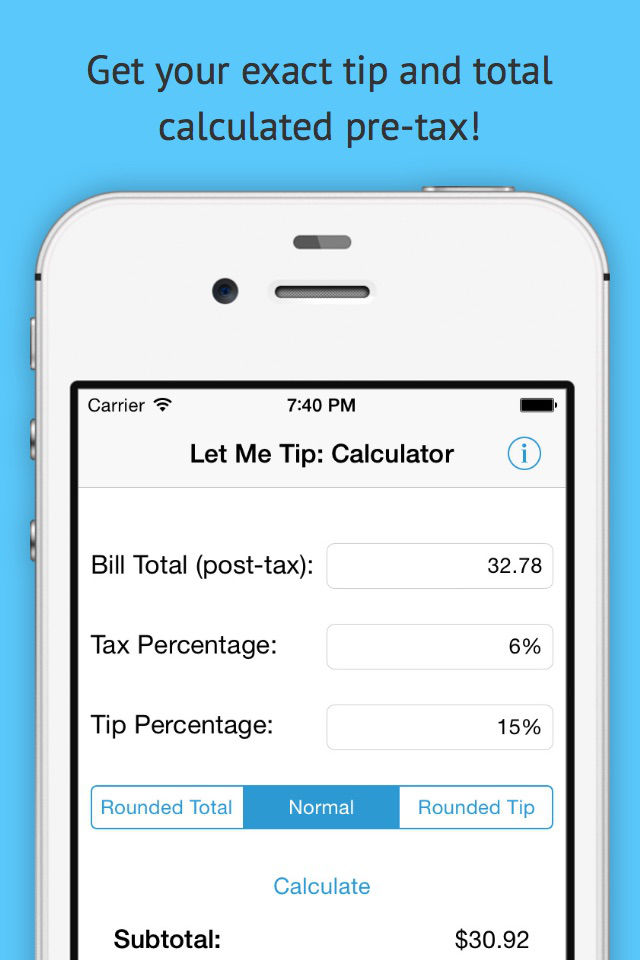 Get your exact tip and total
calculated pre-tax!
Carrier 7:40 PM
Let Me Tip: Calculator
Bill Total (post-tax): 32.78
Tax Percentage: 6%
Tip Percentage: 15%
Rounded Total Normal Rounded Tip
Calculate
Subtotal: $30.92